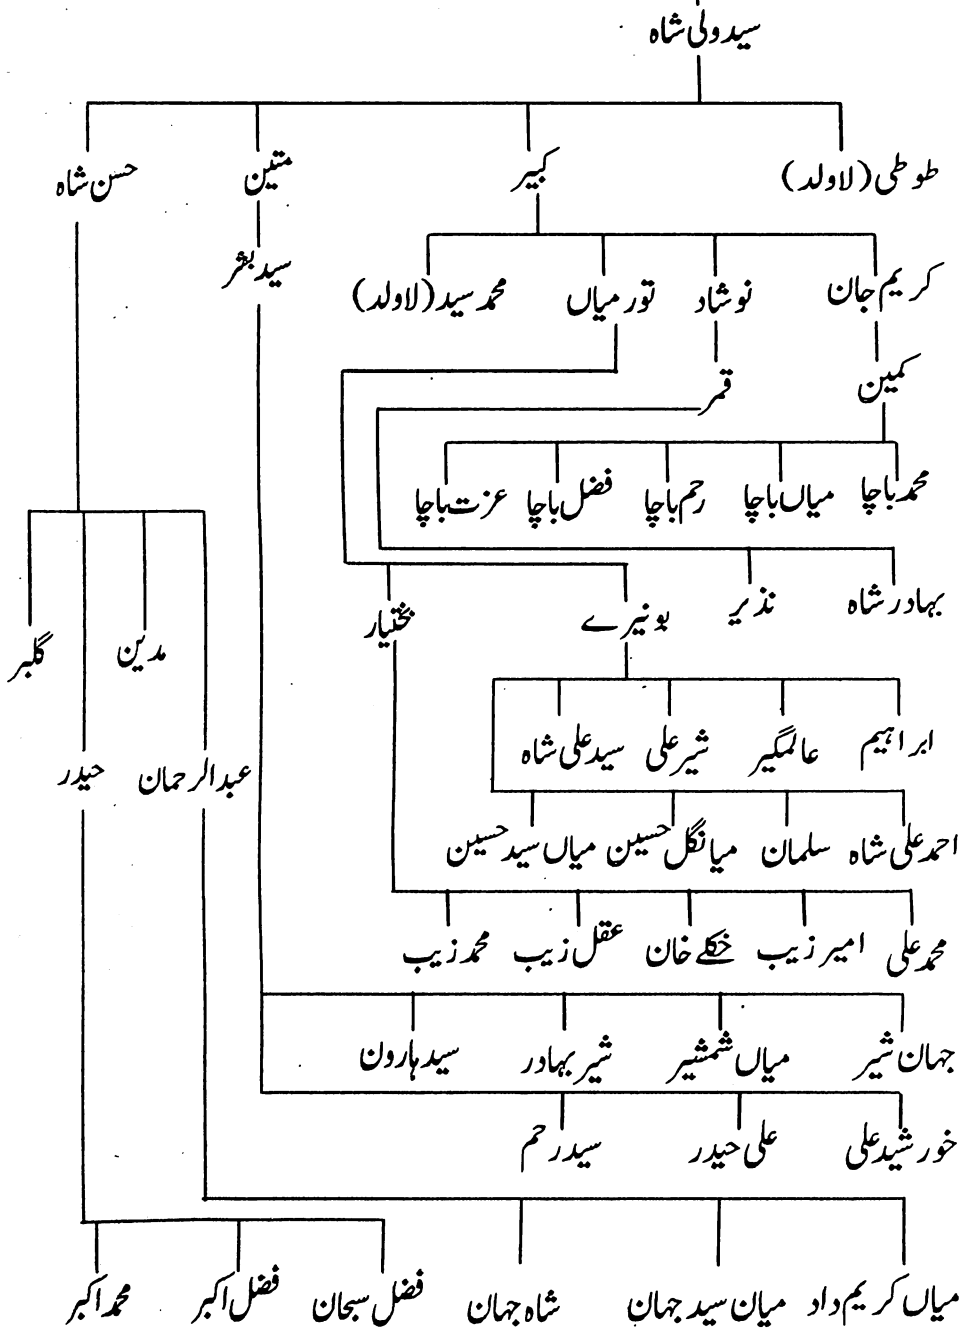 سید ولی شاہ
طوطی (لاولد) کبیر متین حسن شاہ
سید بشر
کریم جان نوشاد تور میاں محمد سید (لاولد)
کمین قمر
محمد باچا میاں باچا رحم باچا فضل باچا عزت باچا
بہادر شاہ نذیر بونیرے بختیار
مدین گلبر
ابراہیم عالمگیر شیر علی سید علی شاہ
عبدالرحمان حیدر
احمد علی شاہ سلمان میانگل حسین میاں سید حسین
محمد علی امیر زیب خکلے خان عقل زیب محمد زیب
جہان شیر میاں شمشیر شیر بہادر سید ہارون
خورشید علی علی حیدر سید رحم
میاں کریم داد میان سید جہان شاہ جہان فضل سبحان فضل اکبر محمد اکبر